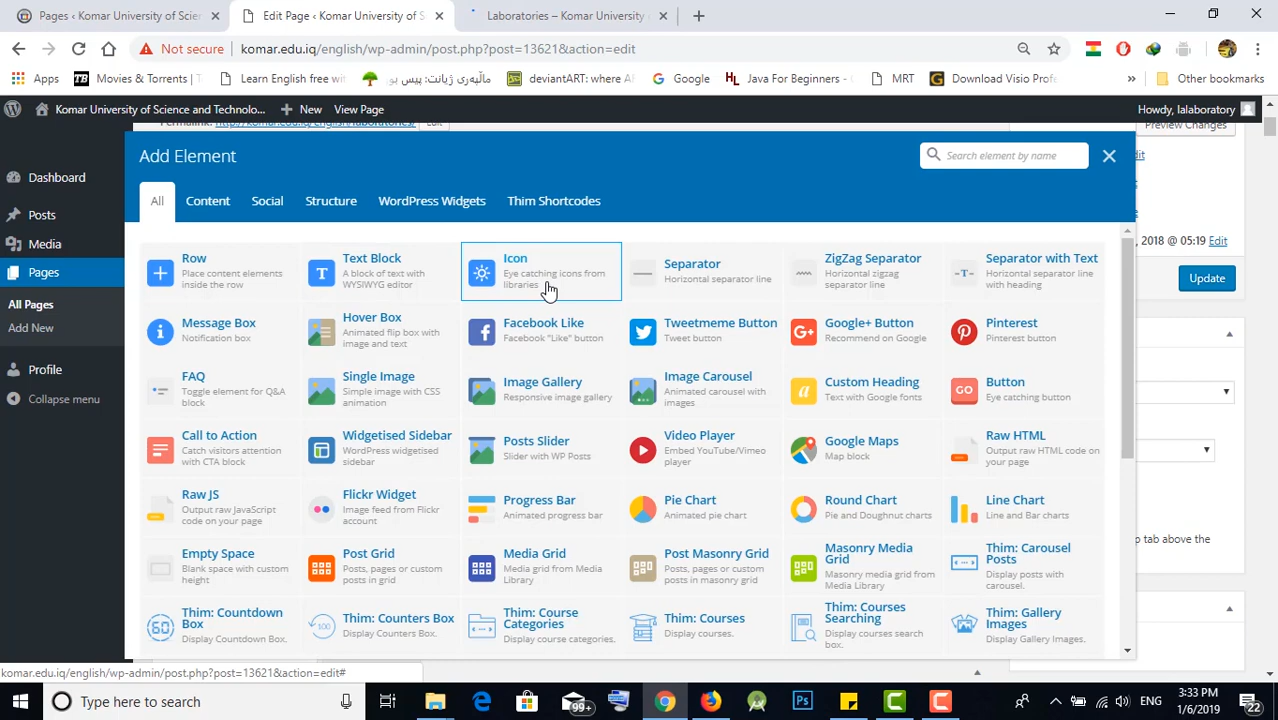 Pages ‹ Komar University of Scien
Edit Page ‹ Komar University of S
Laboratories – Komar University
Not secure
komar.edu.iq/english/wp-admin/post.php?post=13621&action=edit
Apps
Movies & Torrents |
Learn English free wit
ماڵپەری ژیانت: پیس بو
deviantART: where AR
Google
Java For Beginners -
MRT
Download Visio Profe
Other bookmarks
Komar University of Science and Technolo...
New
View Page
Howdy, lalaboratory
Permalink: http://komar.edu.iq/english/laboratories/
Edit
Preview Changes
Add Element
Search element by name
Edit
All
Content
Social
Structure
WordPress Widgets
Thim Shortcodes
Dashboard
Posts
Media
Pages
All Pages
Add New
Profile
Collapse menu
, 2018 @ 05:19 Edit
Update
p tab above the
Row
Place content elements inside the row
Text Block
A block of text with WYSIWYG editor
Icon
Eye catching icons from libraries
Separator
Horizontal separator line
ZigZag Separator
Horizontal zigzag separator line
Separator with Text
Horizontal separator line with heading
Message Box
Notification box
Hover Box
Animated flip box with image and text
Facebook Like
Facebook "Like" button
Tweetmeme Button
Tweet button
Google+ Button
Recommend on Google
Pinterest
Pinterest button
FAQ
Toggle element for Q&A block
Single Image
Simple image with CSS animation
Image Gallery
Responsive image gallery
Image Carousel
Animated carousel with images
Custom Heading
Text with Google fonts
GO
Button
Eye catching button
Call to Action
Catch visitors attention with CTA block
Widgetised Sidebar
WordPress widgetised sidebar
Posts Slider
Slider with WP Posts
Video Player
Embed YouTube/Vimeo player
Google Maps
Map block
Raw HTML
Output raw HTML code on your page
Raw JS
Output raw JavaScript code on your page
Flickr Widget
Image feed from Flickr account
Progress Bar
Animated progress bar
Pie Chart
Animated pie chart
Round Chart
Pie and Doughnut charts
Line Chart
Line and Bar charts
Empty Space
Blank space with custom height
Post Grid
Posts, pages or custom posts in grid
Media Grid
Media grid from Media Library
Post Masonry Grid
Posts, pages or custom posts in masonry grid
Masonry Media Grid
Masonry media grid from Media Library
Thim: Carousel Posts
Display posts with carousel.
60
Thim: Countdown Box
Display Countdown Box.
100
Thim: Counters Box
Display Counters Box.
Thim: Course Categories
Display course categories.
Thim: Courses
Display courses.
Thim: Courses Searching
Display courses search box.
Thim: Gallery Images
Display Gallery Images.
komar.edu.iq/english/wp-admin/post.php?post=13621&action=edit#
Type here to search
99+
Ps
ENG
3:33 PM
1/6/2019
22